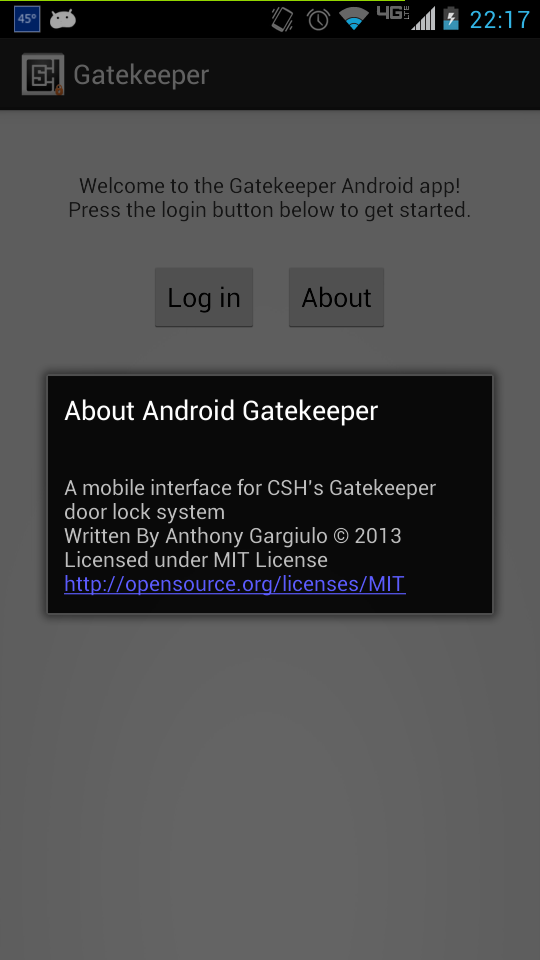 45°
4G LTE
22:17
Gatekeeper
Welcome to the Gatekeeper Android app!
Press the login button below to get started.
Log in
About
About Android Gatekeeper
A mobile interface for CSH's Gatekeeper
door lock system
Written By Anthony Gargiulo © 2013
Licensed under MIT License
http://opensource.org/licenses/MIT